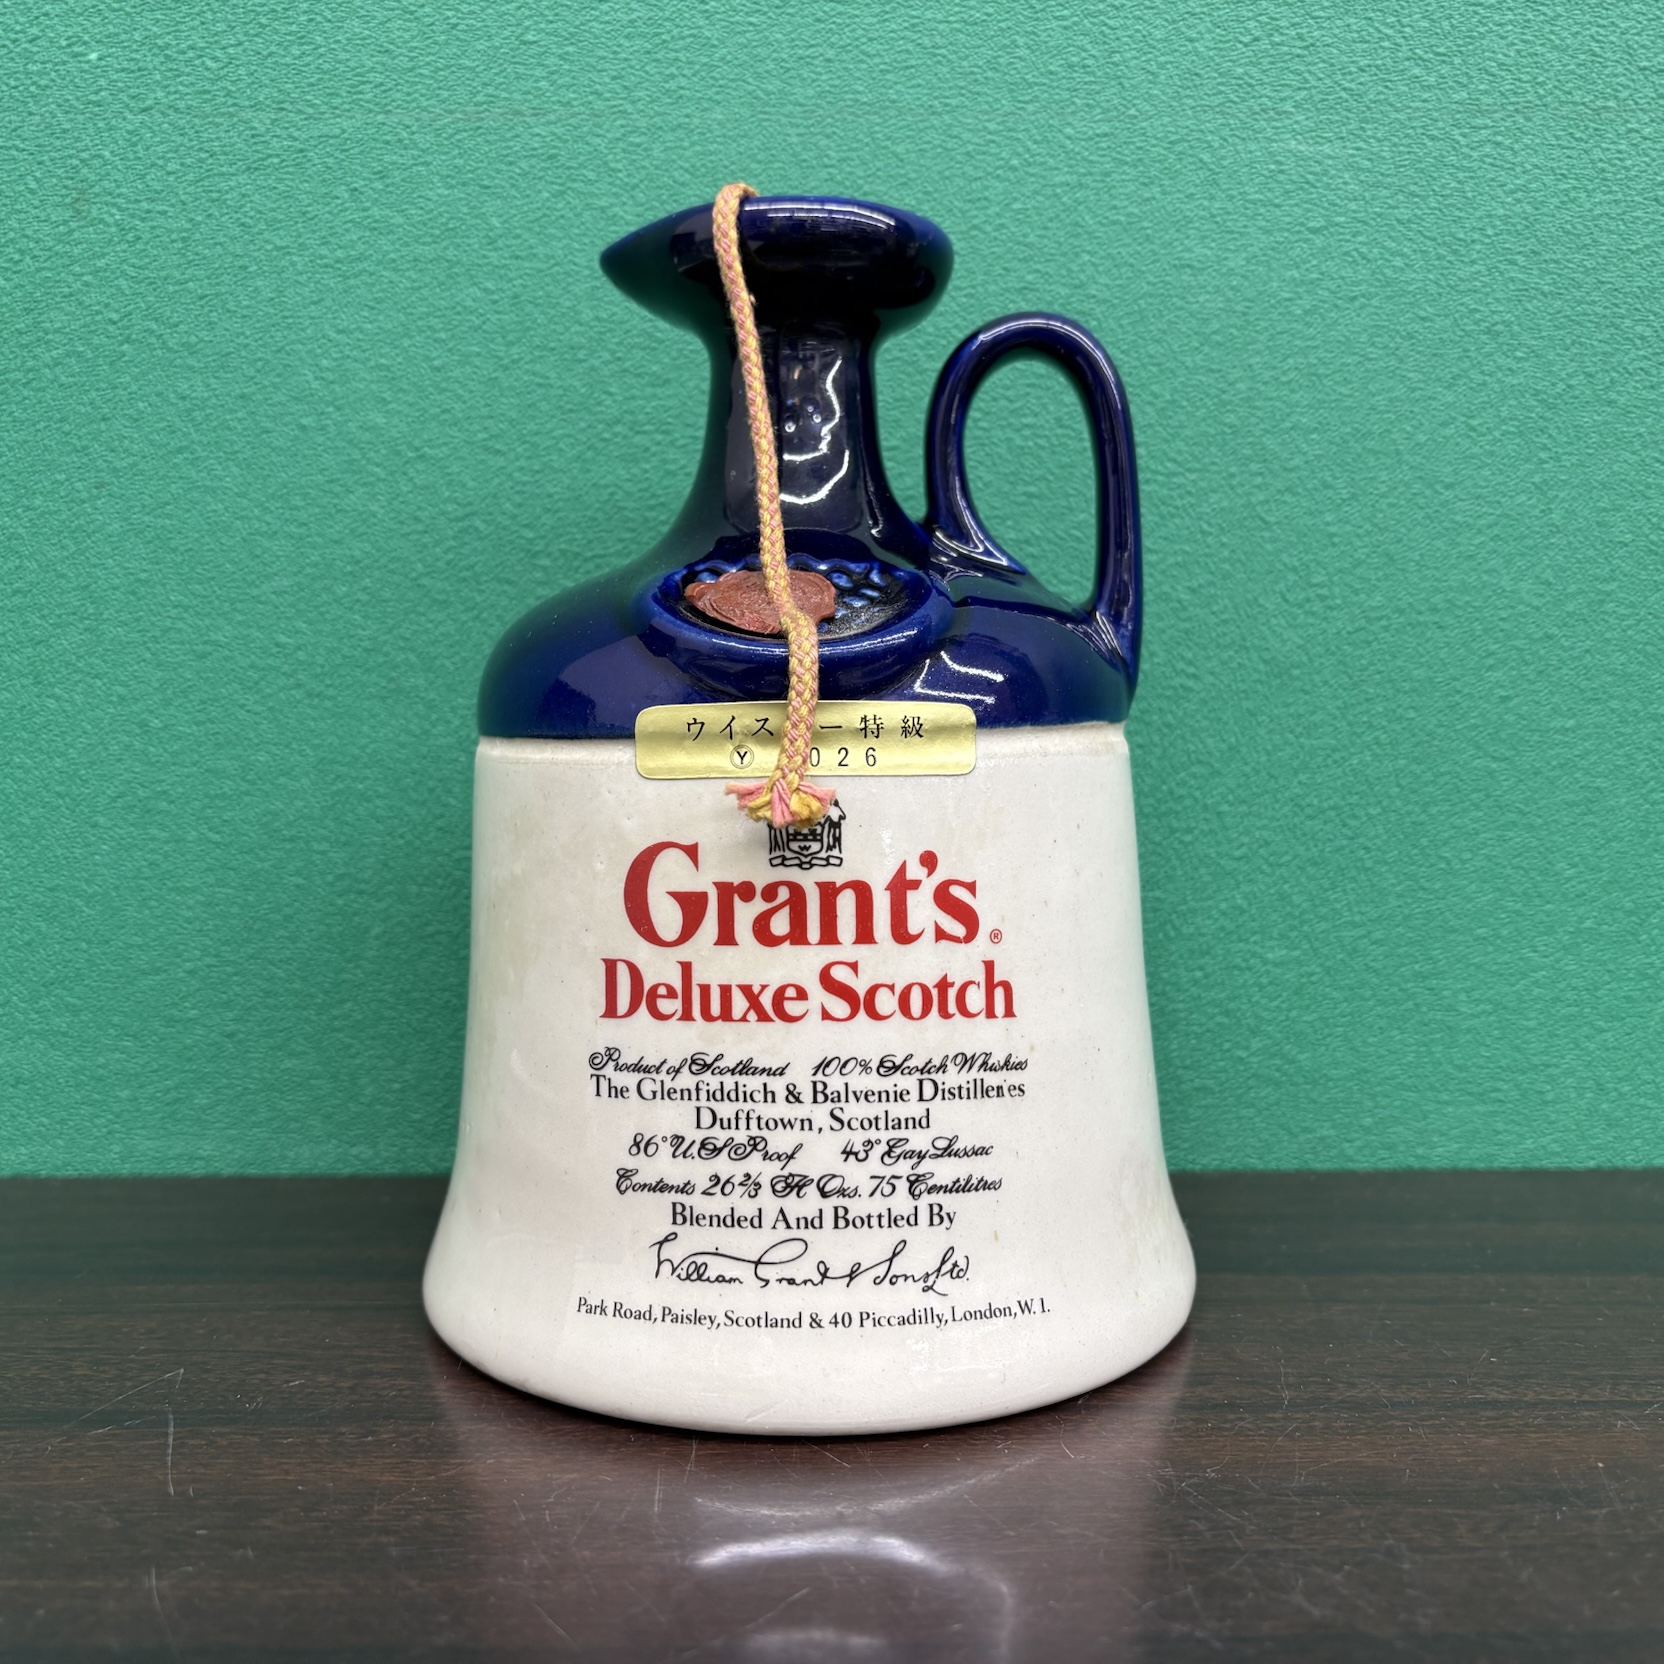 ウイス ー特級
Ⓨ 026
W
Grant's®
Deluxe Scotch
Product of Scotland 100% Scotch Whiskies
The Glenfiddich & Balvenie Distilleries
Dufftown, Scotland
86° U.S Proof 43° Gay Lussac
Contents 26 2/3 Fl Ozs. 75 Centilitres
Blended And Bottled By
William Grant & Sons Ltd.
Park Road, Paisley, Scotland & 40 Piccadilly, London, W.1.